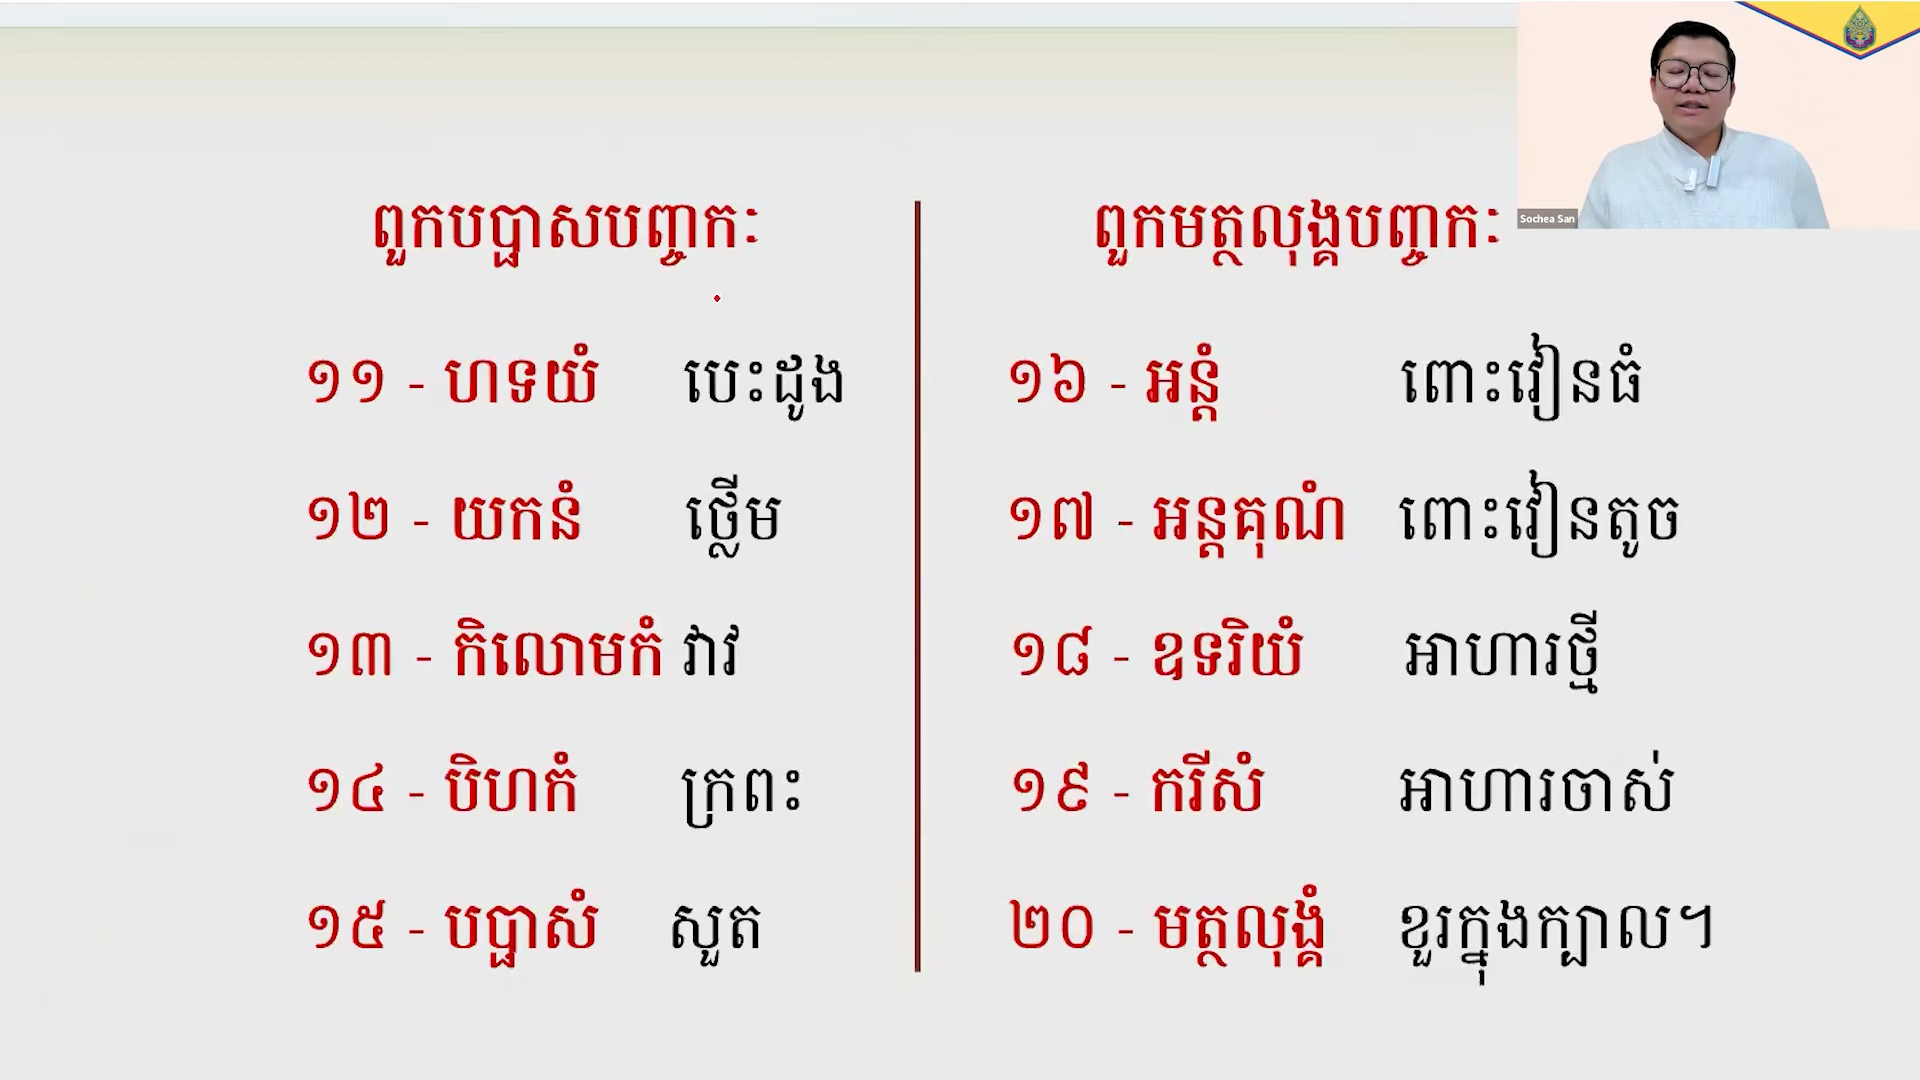 Sochea San
ពួកបប្ផាសបញ្ចកៈ
១១ - ហទយំ បេះដូង
១២ - យកនំ ថ្លើម
១៣ - កិលោមកំ វាវ
១៤ - បិហកំ ក្រពះ
១៥ - បប្ផាសំ សួត
ពួកមត្ថលុង្គបញ្ចកៈ
១៦ - អន្តំ ពោះវៀនធំ
១៧ - អន្តគុណំ ពោះវៀនតូច
១៨ - ឧទរិយំ អាហារថ្មី
១៩ - ករីសំ អាហារចាស់
២០ - មត្ថលុង្គំ ខួរក្នុងក្បាល។